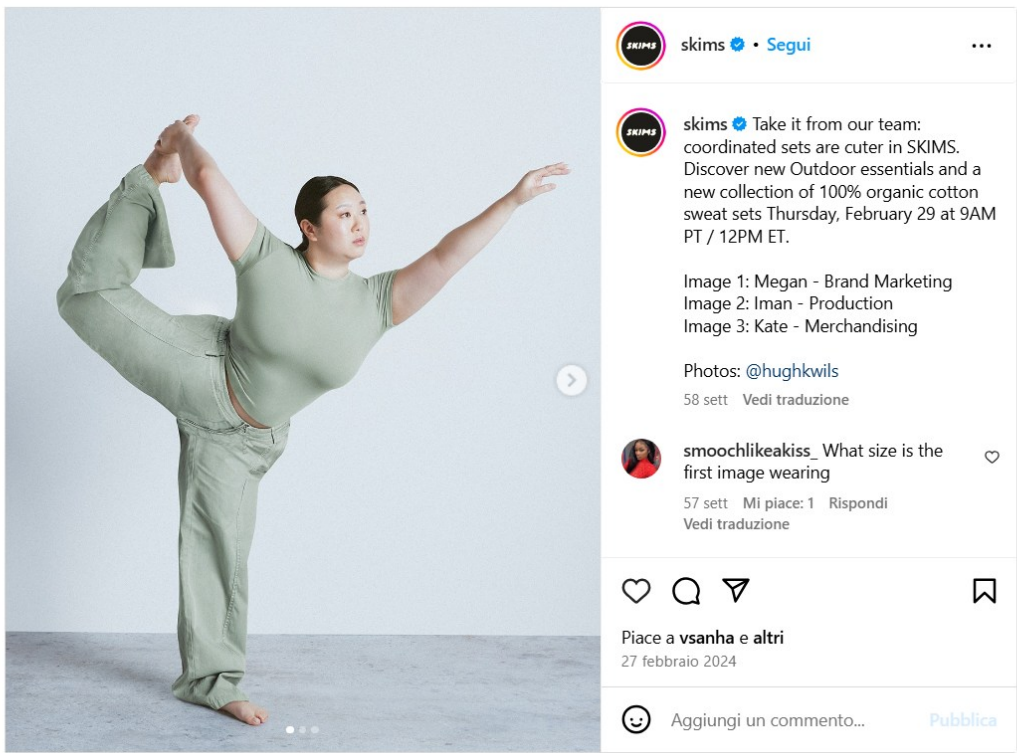 SKIMS
skims • Segui
SKIMS
skims Take it from our team:
coordinated sets are cuter in SKIMS.
Discover new Outdoor essentials and a
new collection of 100% organic cotton
sweat sets Thursday, February 29 at 9AM
PT / 12PM ET.
Image 1: Megan - Brand Marketing
Image 2: Iman - Production
Image 3: Kate - Merchandising
Photos: @hughkwils
58 sett Vedi traduzione
smoochlikeakiss_ What size is the
first image wearing
57 sett Mi piace: 1 Rispondi
Vedi traduzione
Piace a vsanha e altri
27 febbraio 2024
Aggiungi un commento... Pubblica